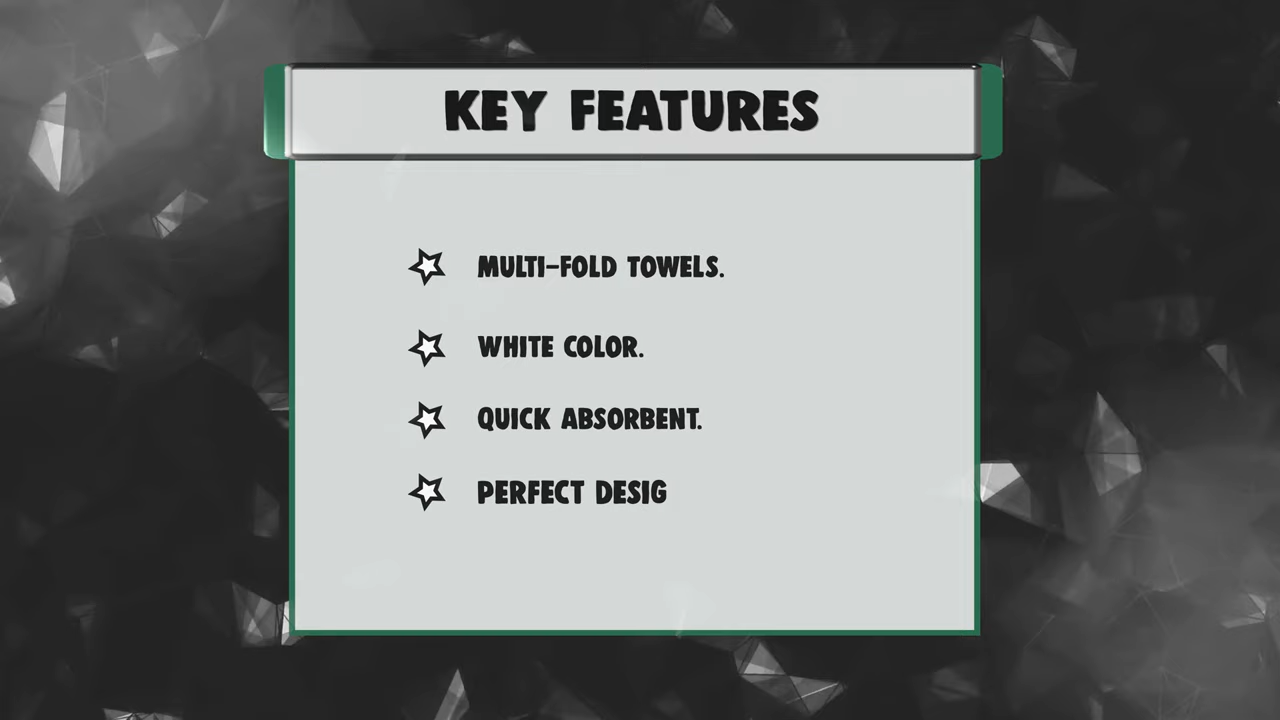 KEY FEATURES
MULTI-FOLD TOWELS.
WHITE COLOR.
QUICK ABSORBENT.
PERFECT DESIG